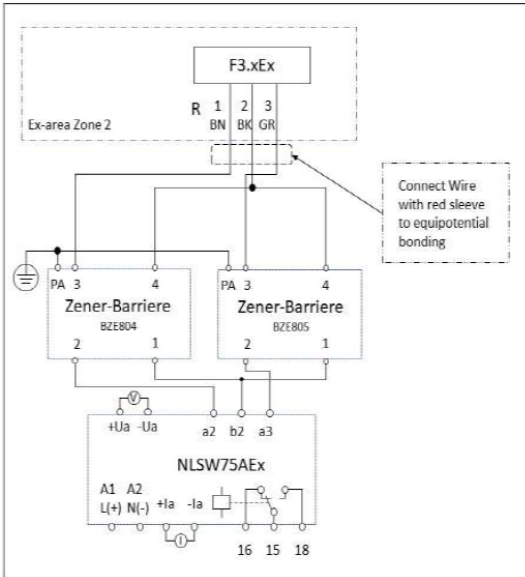 F3.xEx
R 1 2 3
BN BK GR
Ex-area Zone 2
Connect Wire
with red sleeve
to equipotential
bonding
PA 3 4 PA 3 4
Zener-Barriere Zener-Barriere
BZE804 BZE805
2 1 2 1
V
+Ua -Ua a2 b2 a3
NLSW75AEx
A1 A2
L(+) N(-) +Ia -Ia
I
16 15 18